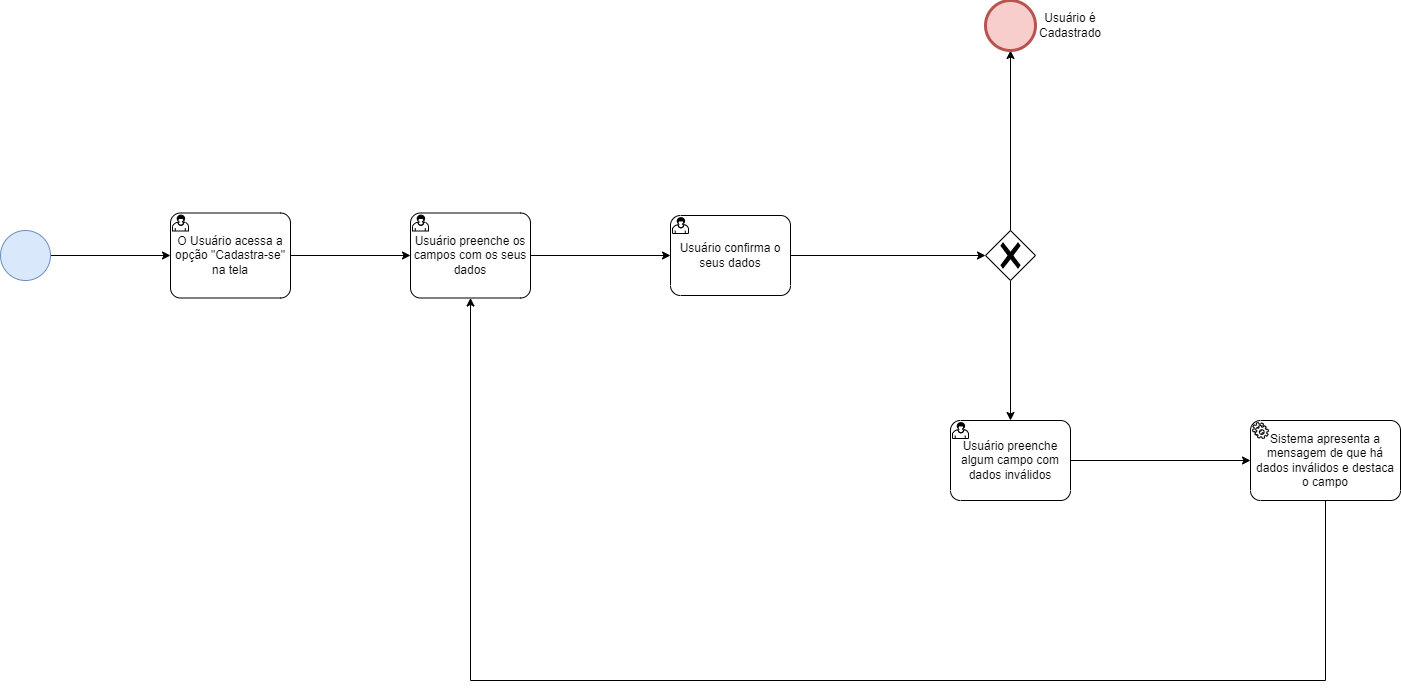 Usuário é
Cadastrado
O Usuário acessa a
opção "Cadastra-se"
na tela
Usuário preenche os
campos com os seus
dados
Usuário confirma o
seus dados
Usuário preenche
algum campo com
dados inválidos
Sistema apresenta a
mensagem de que há
dados inválidos e destaca
o campo